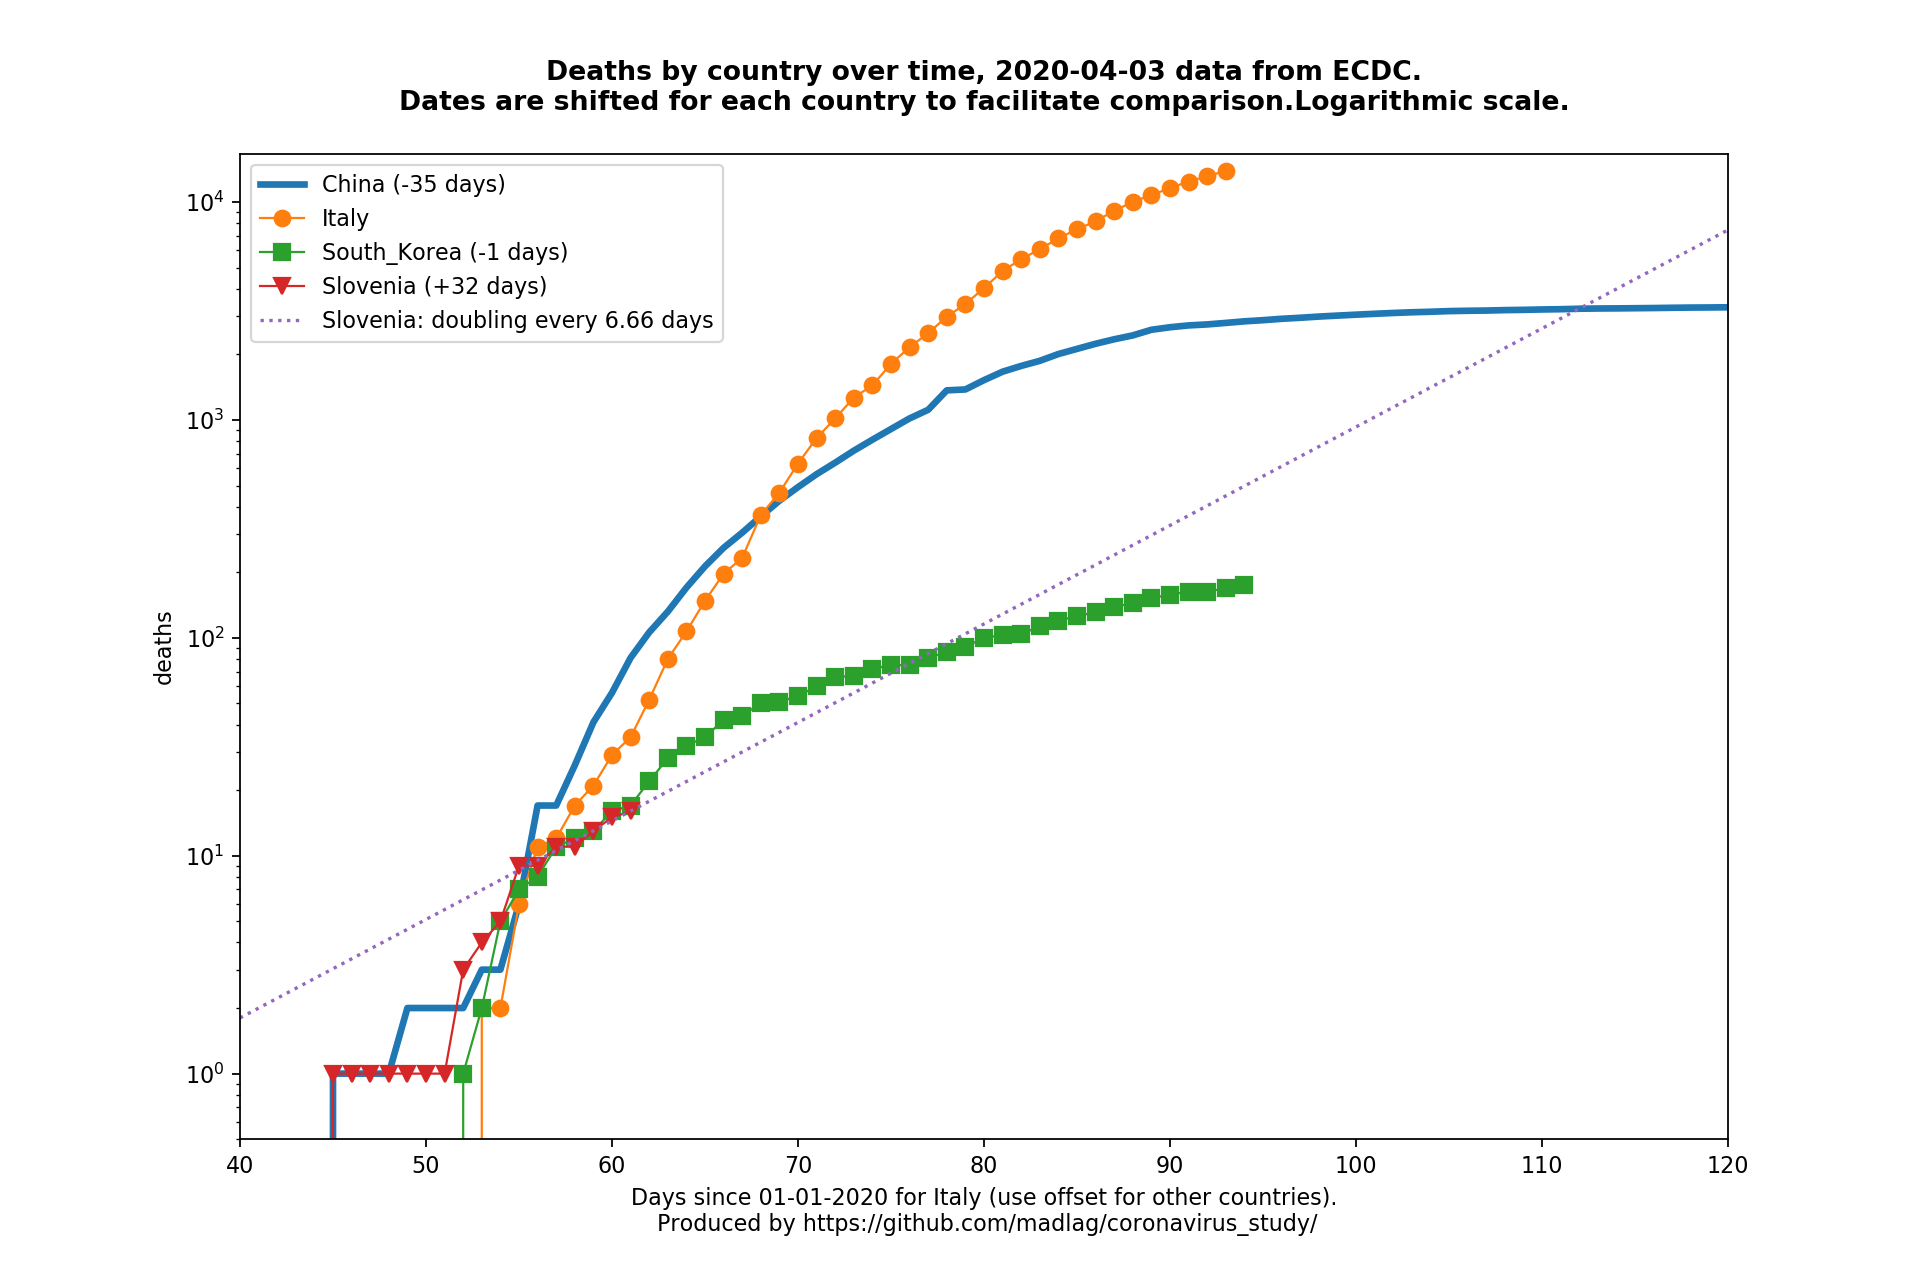 Deaths by country over time, 2020-04-03 data from ECDC.
Dates are shifted for each country to facilitate comparison.Logarithmic scale.
China (-35 days)
Italy
South_Korea (-1 days)
Slovenia (+32 days)
Slovenia: doubling every 6.66 days
10⁴
10³
10²
10¹
10⁰
deaths
40 50 60 70 80 90 100 110 120
Days since 01-01-2020 for Italy (use offset for other countries).
Produced by https://github.com/madlag/coronavirus_study/